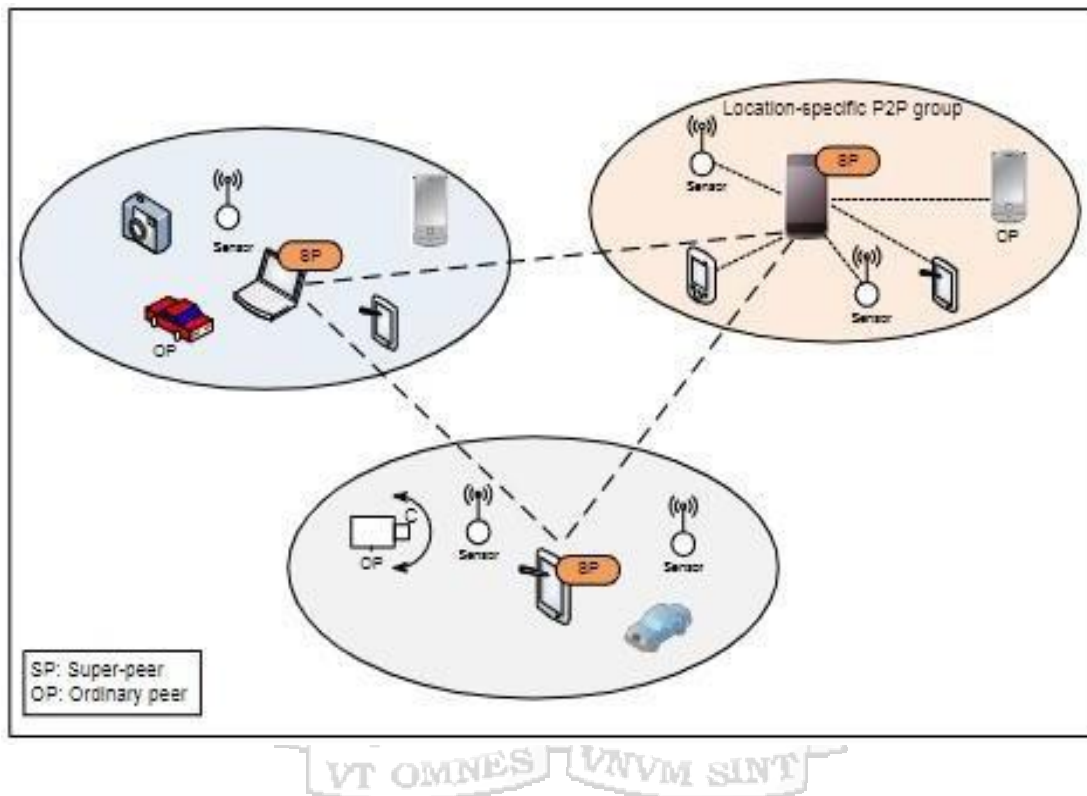 Location-specific P2P group
SP
Sensor
OP
Sensor
Sensor
SP
OP
C
OP
Sensor
SP
Sensor
SP: Super-peer
OP: Ordinary peer
VT OMNES VNVM SINT